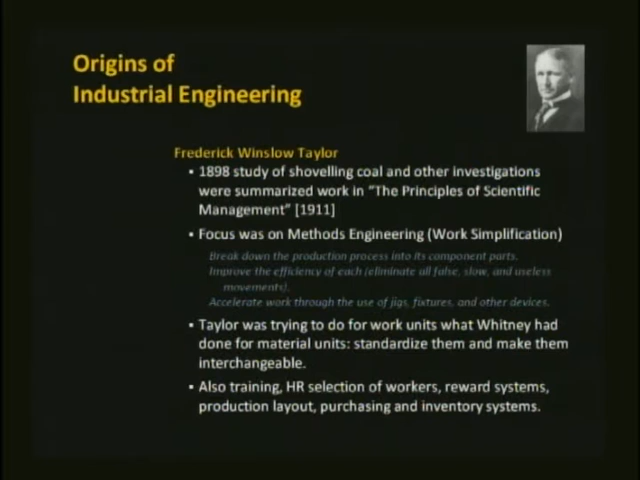 Origins of
Industrial Engineering
Frederick Winslow Taylor
▪ 1898 study of shovelling coal and other investigations
were summarized work in "The Principles of Scientific
Management" [1911]
▪ Focus was on Methods Engineering (Work Simplification)
Break down the production process into its component parts.
Improve the efficiency of each (eliminate all false, slow, and useless
movements).
Accelerate work through the use of jigs, fixtures, and other devices.
▪ Taylor was trying to do for work units what Whitney had
done for material units: standardize them and make them
interchangeable.
▪ Also training, HR selection of workers, reward systems,
production layout, purchasing and inventory systems.